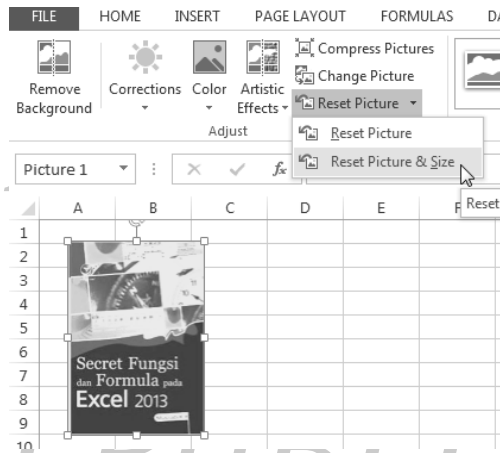 FILE HOME INSERT PAGE LAYOUT FORMULAS
Compress Pictures
Change Picture
Remove Background
Corrections
Color
Artistic Effects
Reset Picture
Adjust
Reset Picture
Reset Picture & Size
Picture 1 fx
Reset
A B C D E
1
2
3
4
5
6
7
8
9
10
Secret Fungsi
dan Formula pada
Excel 2013